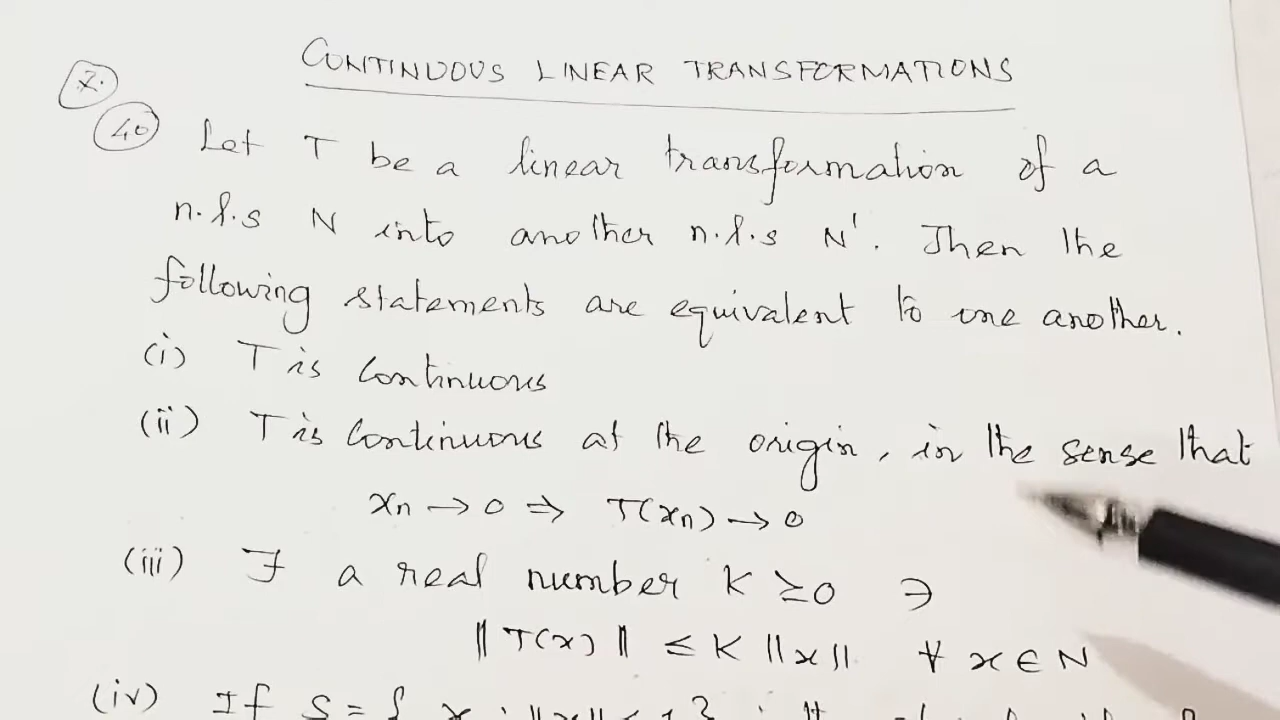 CONTINUOUS LINEAR TRANSFORMATIONS
7.
40 Let T be a linear transformation of a
n.l.s N into another n.l.s N'. Then the
following statements are equivalent to one another.
(i) T is continuous
(ii) T is continuous at the origin, in the sense that
xn → 0 ⇒ T(xn) → 0
(iii) ∃ a real number K ≥ 0 ∋
‖T(x)‖ ≤ K ‖x‖ ∀ x ∈ N
(iv) If S = { x : ‖x‖ ≤ 1}